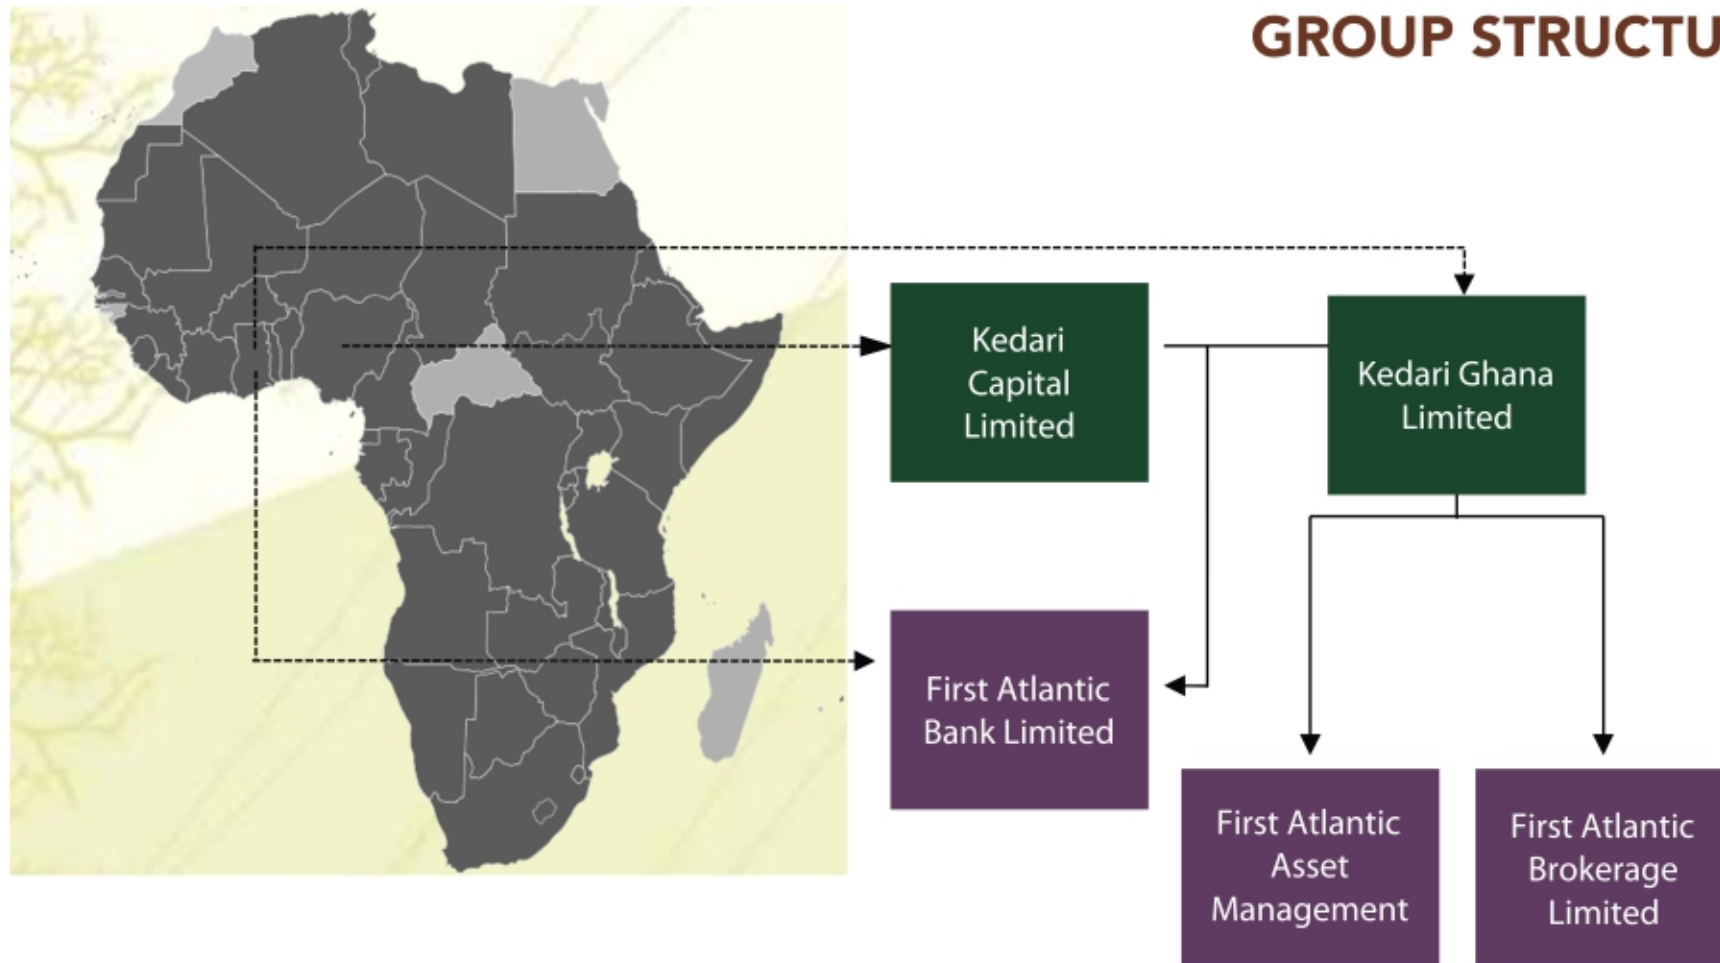 GROUP STRUCTU
Kedari
Capital
Limited
Kedari Ghana
Limited
First Atlantic
Bank Limited
First Atlantic
Asset
Management
First Atlantic
Brokerage
Limited